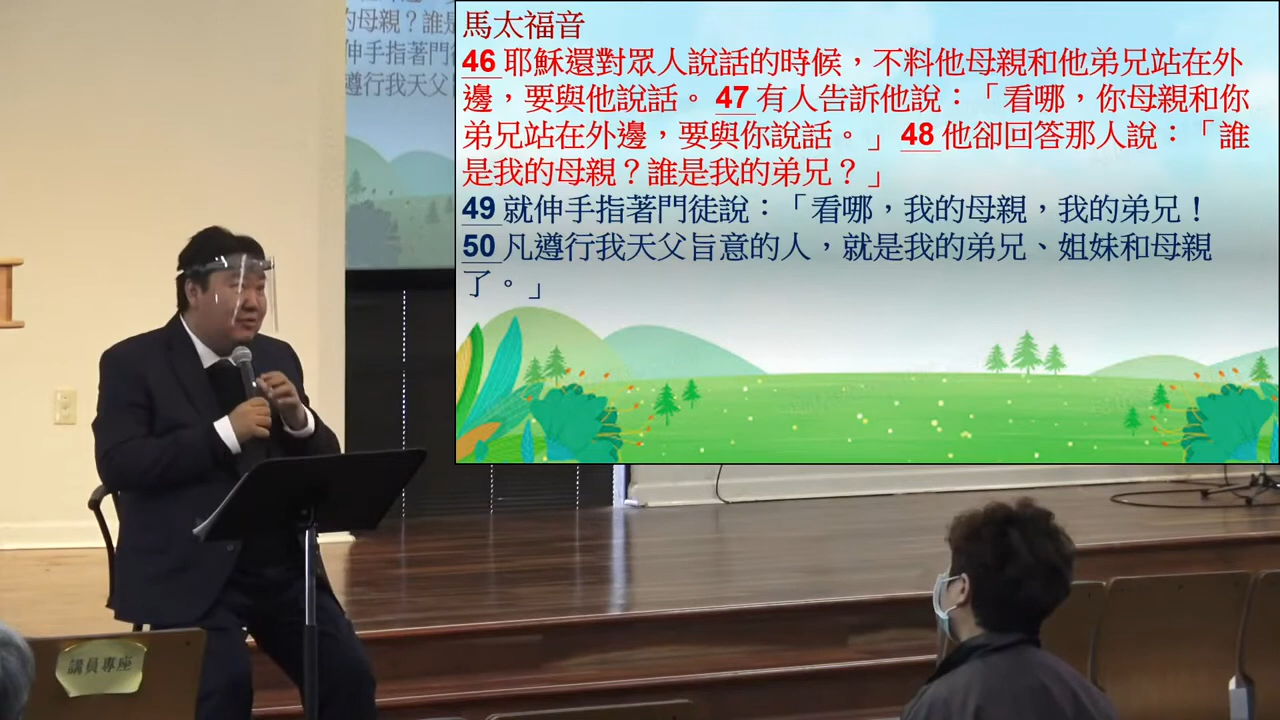 馬太福音
46 耶穌還對眾人說話的時候，不料他母親和他弟兄站在外
邊，要與他說話。 47 有人告訴他說：「看哪，你母親和你
弟兄站在外邊，要與你說話。」 48 他卻回答那人說：「誰
是我的母親？誰是我的弟兄？」
49 就伸手指著門徒說：「看哪，我的母親，我的弟兄！
50 凡遵行我天父旨意的人，就是我的弟兄、姐妹和母親
了。」
的母親？誰是
伸手指著門徒
遵行我天父
講員專座